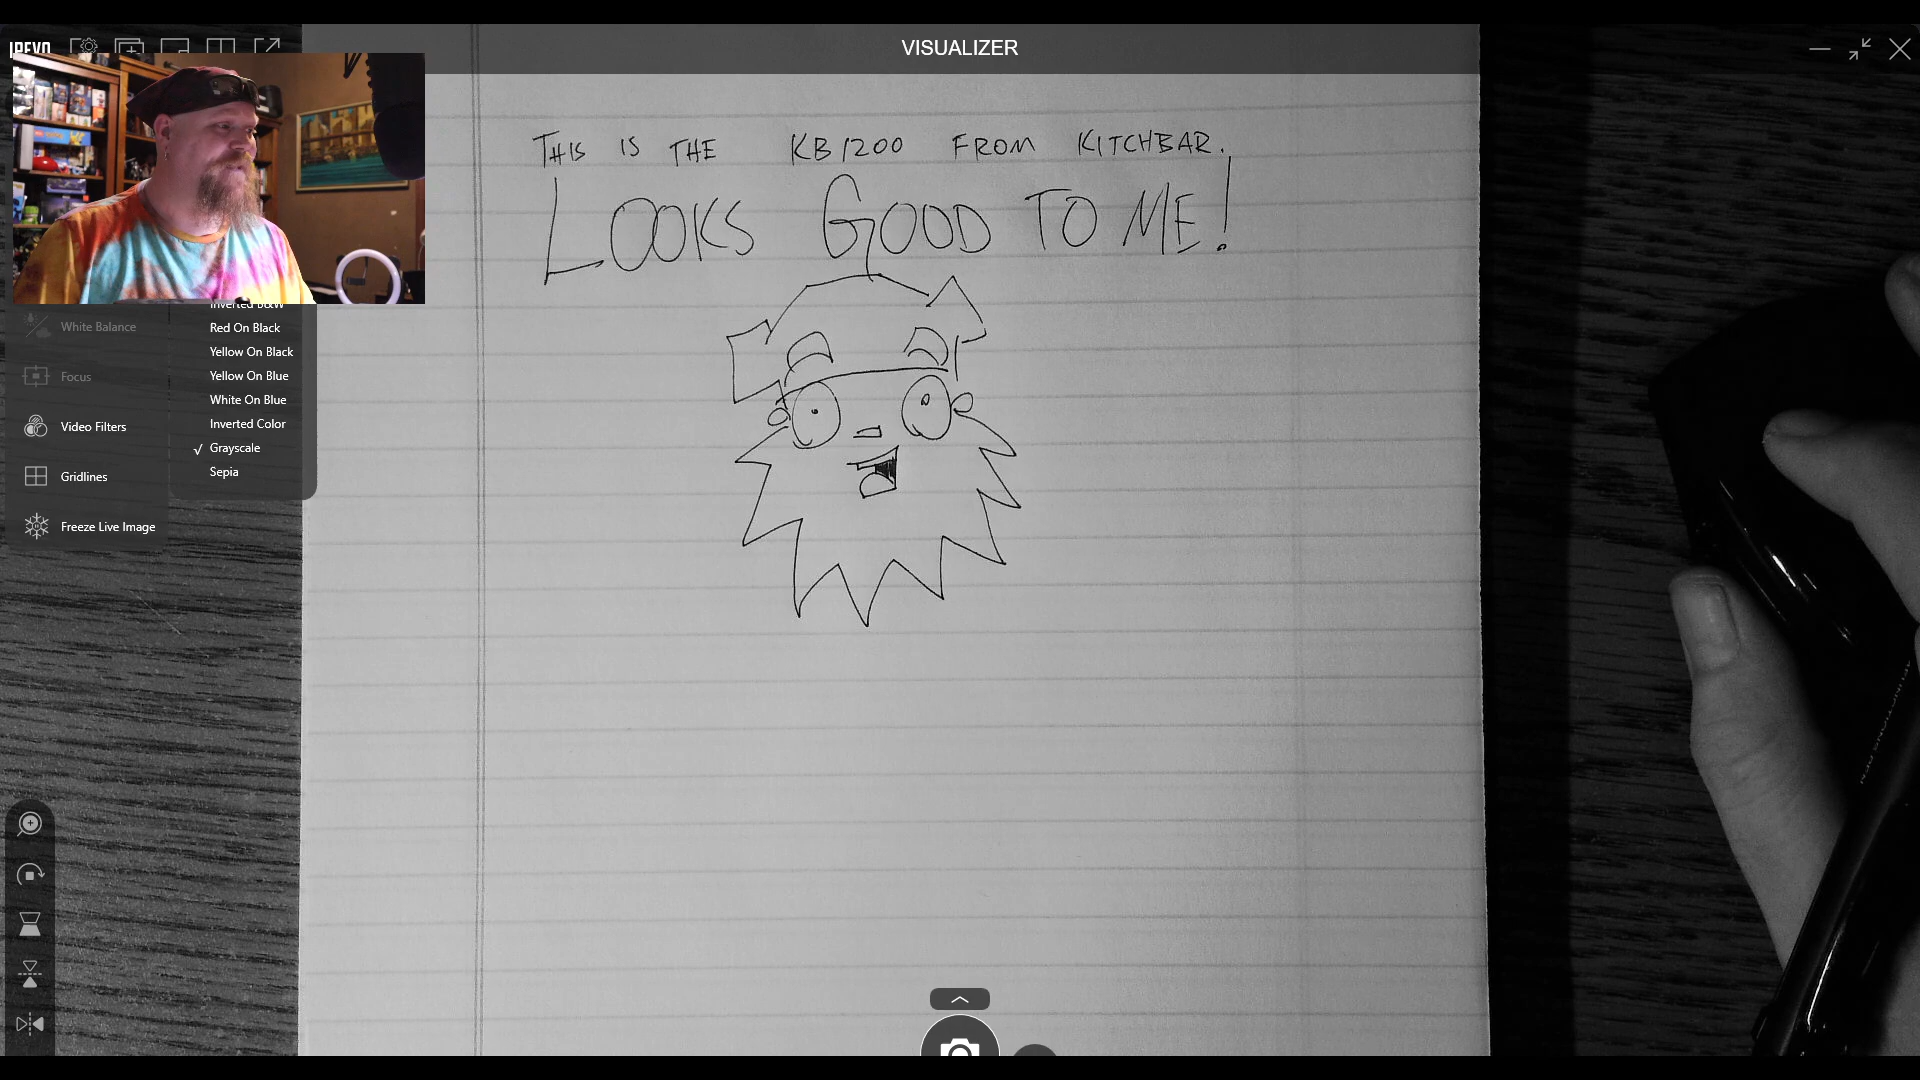 VISUALIZER
THIS IS THE KB1200 FROM KITCHBAR.
LOOKS GOOD TO ME!
White Balance
Focus
Video Filters
Gridlines
Freeze Live Image
Inverted B&W
Red On Black
Yellow On Black
Yellow On Blue
White On Blue
Inverted Color
✓ Grayscale
Sepia